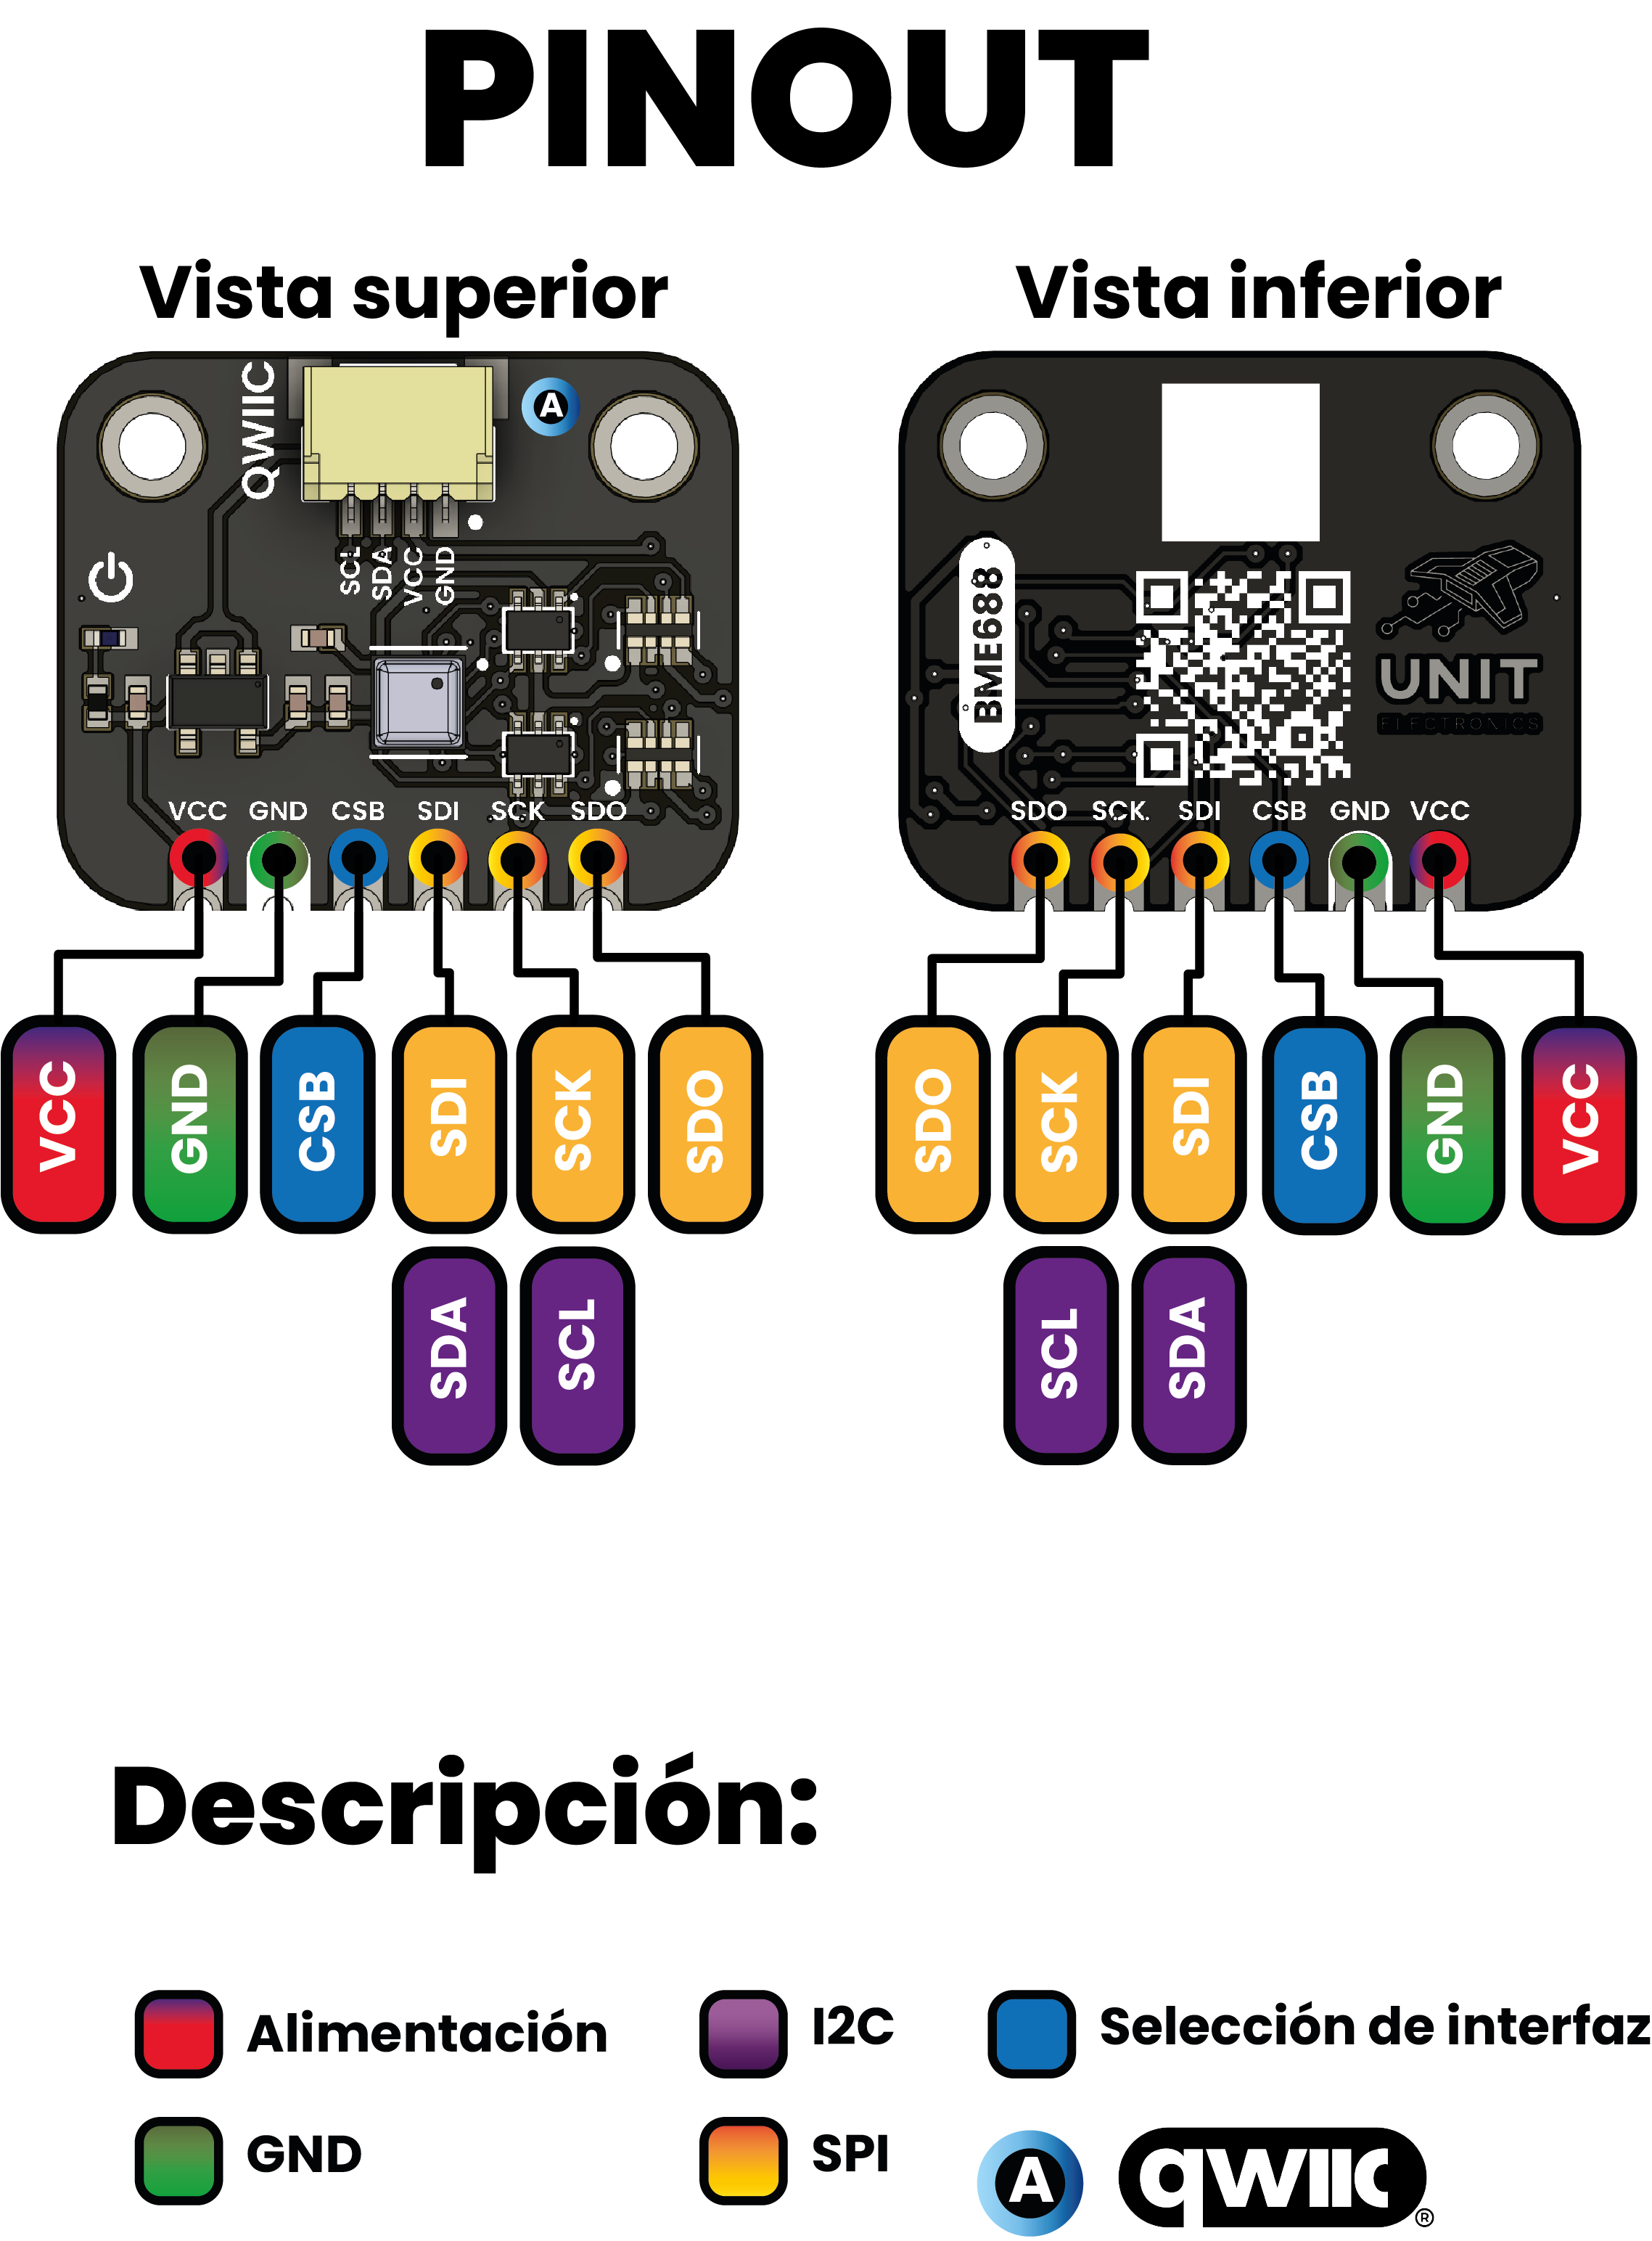 PINOUT
Vista superior
Vista inferior
QWIIC
A
SCL
SDA
VCC
GND
VCC GND CSB SDI SCK SDO
BME688
UNIT
ELECTRONICS
SDO SCK. SDI CSB GND VCC
VCC GND CSB SDI SCK SDO
SDA SCL
SDO SCK SDI CSB GND VCC
SCL SDA
Descripción:
Alimentación
I2C
Selección de interfaz
GND
SPI
A
qwiic®